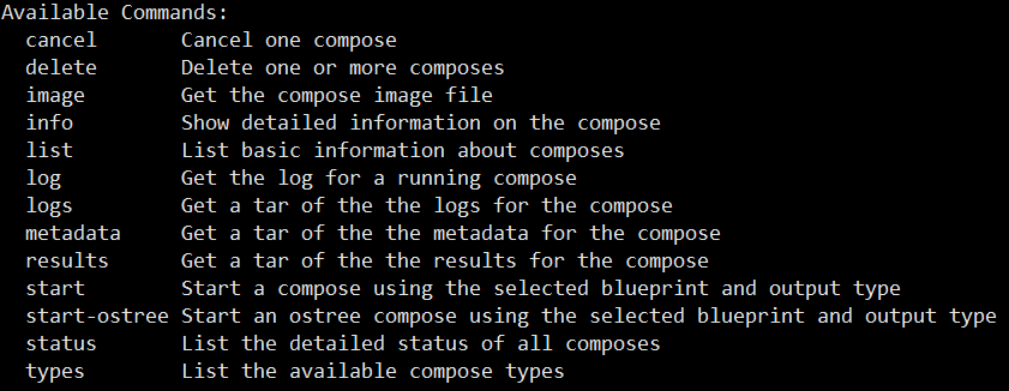 Available Commands:
  cancel       Cancel one compose
  delete       Delete one or more composes
  image        Get the compose image file
  info         Show detailed information on the compose
  list         List basic information about composes
  log          Get the log for a running compose
  logs         Get a tar of the the logs for the compose
  metadata     Get a tar of the the metadata for the compose
  results      Get a tar of the the results for the compose
  start        Start a compose using the selected blueprint and output type
  start-ostree Start an ostree compose using the selected blueprint and output type
  status       List the detailed status of all composes
  types        List the available compose types